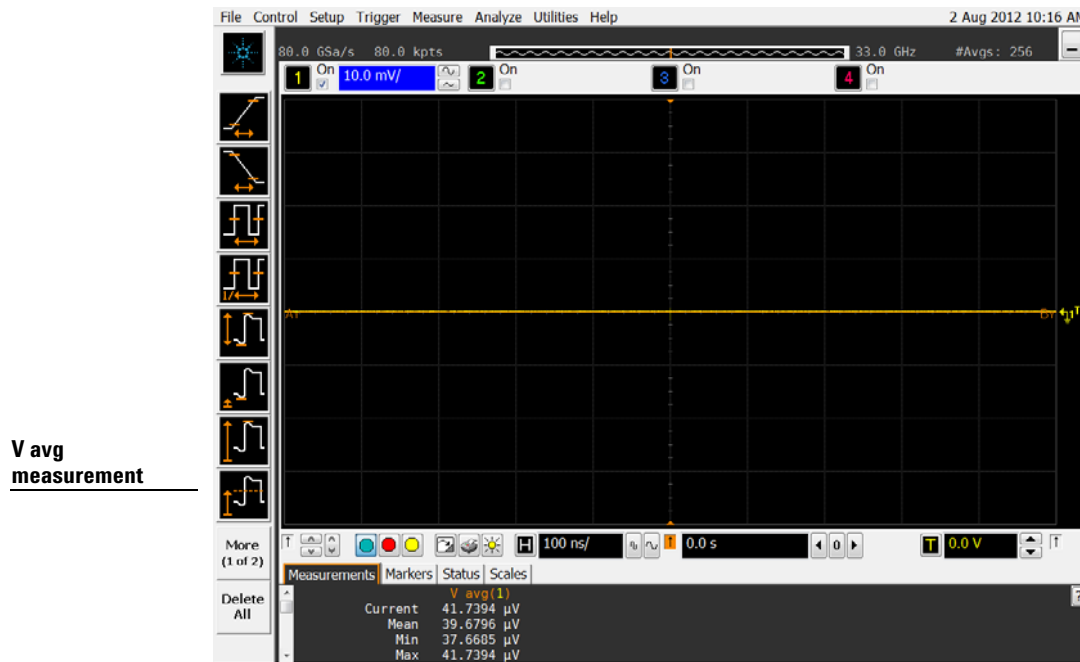 File Control Setup Trigger Measure Analyze Utilities Help 2 Aug 2012 10:16 AM
80.0 GSa/s 80.0 kpts 33.0 GHz #Avgs: 256
1 On 10.0 mV/ 2 On 3 On 4 On
V avg
measurement
More
(1 of 2)
H 100 ns/ 0.0 s 0 T 0.0 V
Measurements Markers Status Scales
Delete
All
V avg(1)
Current 41.7394 µV
Mean 39.6796 µV
Min 37.6685 µV
Max 41.7394 µV